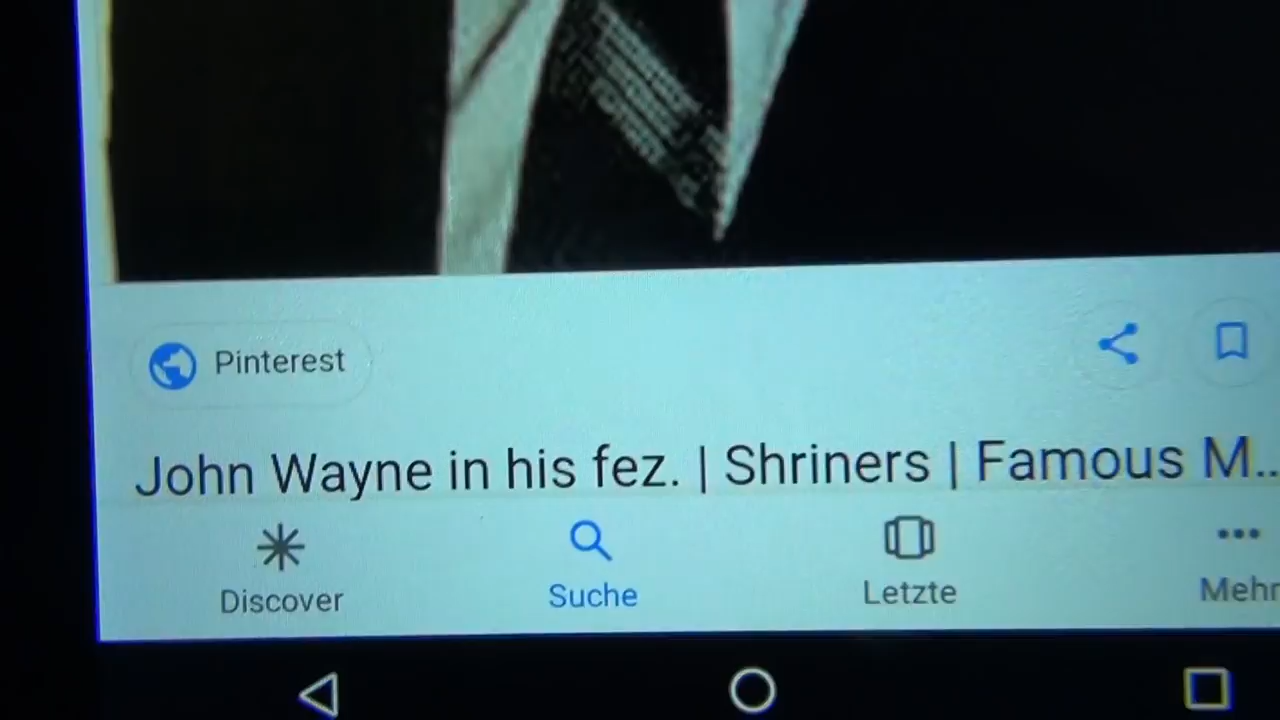 Pinterest
John Wayne in his fez. | Shriners | Famous M..
Discover
Suche
Letzte
Mehr